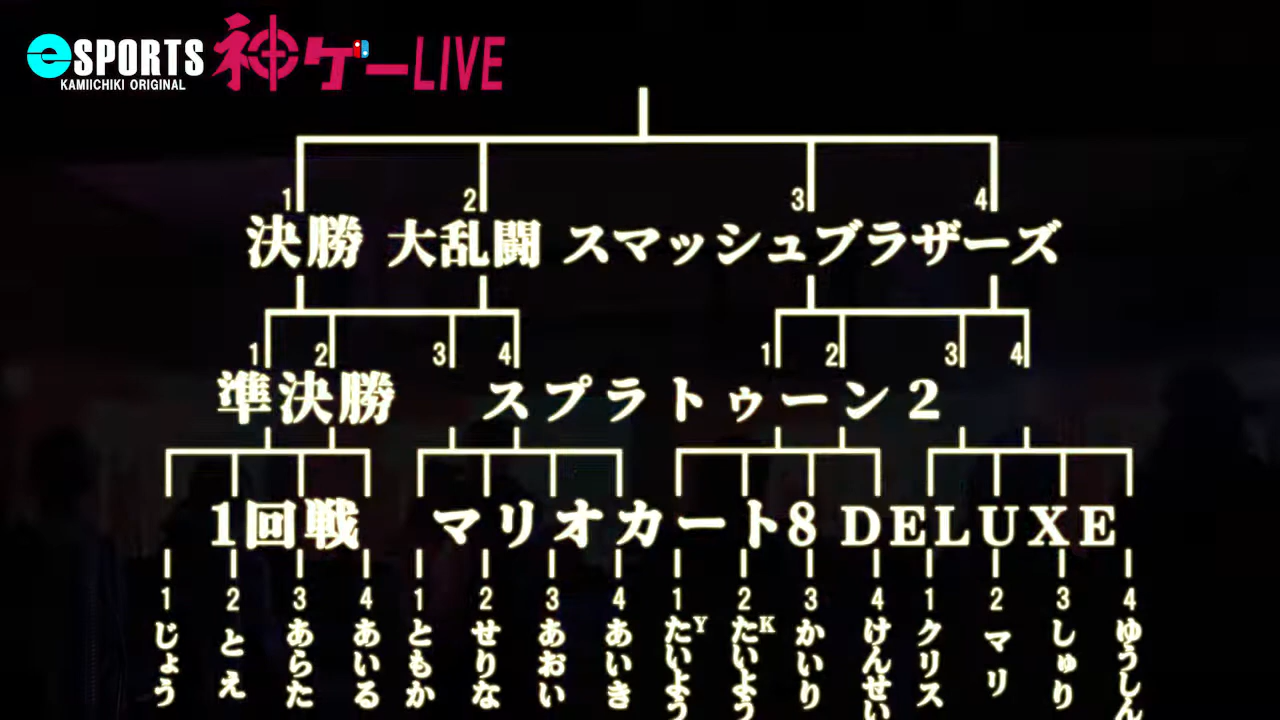 eSPORTS 神ゲーLIVE
KAMIICHIKI ORIGINAL
1 2 3 4
決勝 大乱闘 スマッシュブラザーズ
1 2 3 4 1 2 3 4
準決勝 スプラトゥーン2
1回戦 マリオカート8 DELUXE
1 2 3 4 1 2 3 4 1 2 3 4 1 2 3 4
じょう
とえ
あらた
あいる
ともか
せりな
あおい
あいき
たいようY
たいようK
かいり
けんせい
クリス
マリ
しゅり
ゆうしん